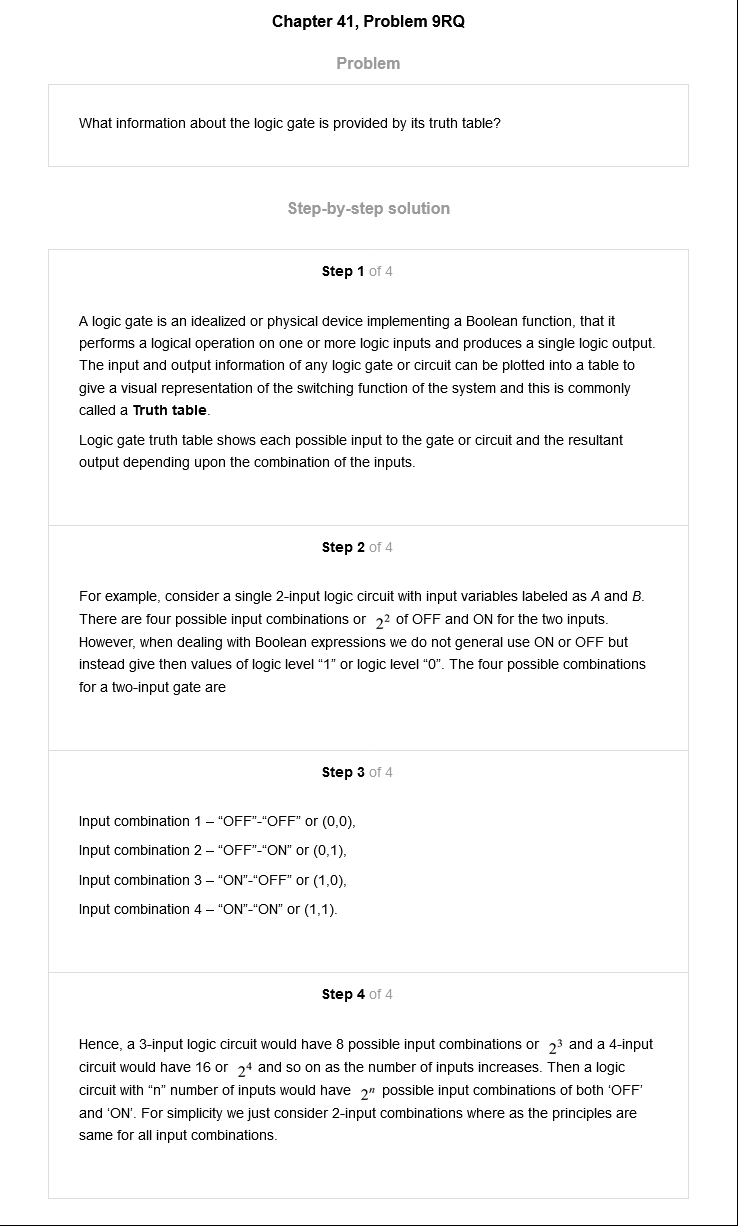 Chapter 41, Problem 9RQ
Problem
What information about the logic gate is provided by its truth table?
Step-by-step solution
Step 1 of 4
A logic gate is an idealized or physical device implementing a Boolean function, that it
performs a logical operation on one or more logic inputs and produces a single logic output.
The input and output information of any logic gate or circuit can be plotted into a table to
give a visual representation of the switching function of the system and this is commonly
called a Truth table.
Logic gate truth table shows each possible input to the gate or circuit and the resultant
output depending upon the combination of the inputs.
Step 2 of 4
For example, consider a single 2-input logic circuit with input variables labeled as A and B.
There are four possible input combinations or 2² of OFF and ON for the two inputs.
However, when dealing with Boolean expressions we do not general use ON or OFF but
instead give then values of logic level “1” or logic level “0”. The four possible combinations
for a two-input gate are
Step 3 of 4
Input combination 1 – “OFF”-“OFF” or (0,0),
Input combination 2 – “OFF”-“ON” or (0,1),
Input combination 3 – “ON”-“OFF” or (1,0),
Input combination 4 – “ON”-“ON” or (1,1).
Step 4 of 4
Hence, a 3-input logic circuit would have 8 possible input combinations or 2³ and a 4-input
circuit would have 16 or 2⁴ and so on as the number of inputs increases. Then a logic
circuit with “n” number of inputs would have 2ⁿ possible input combinations of both ‘OFF’
and ‘ON’. For simplicity we just consider 2-input combinations where as the principles are
same for all input combinations.